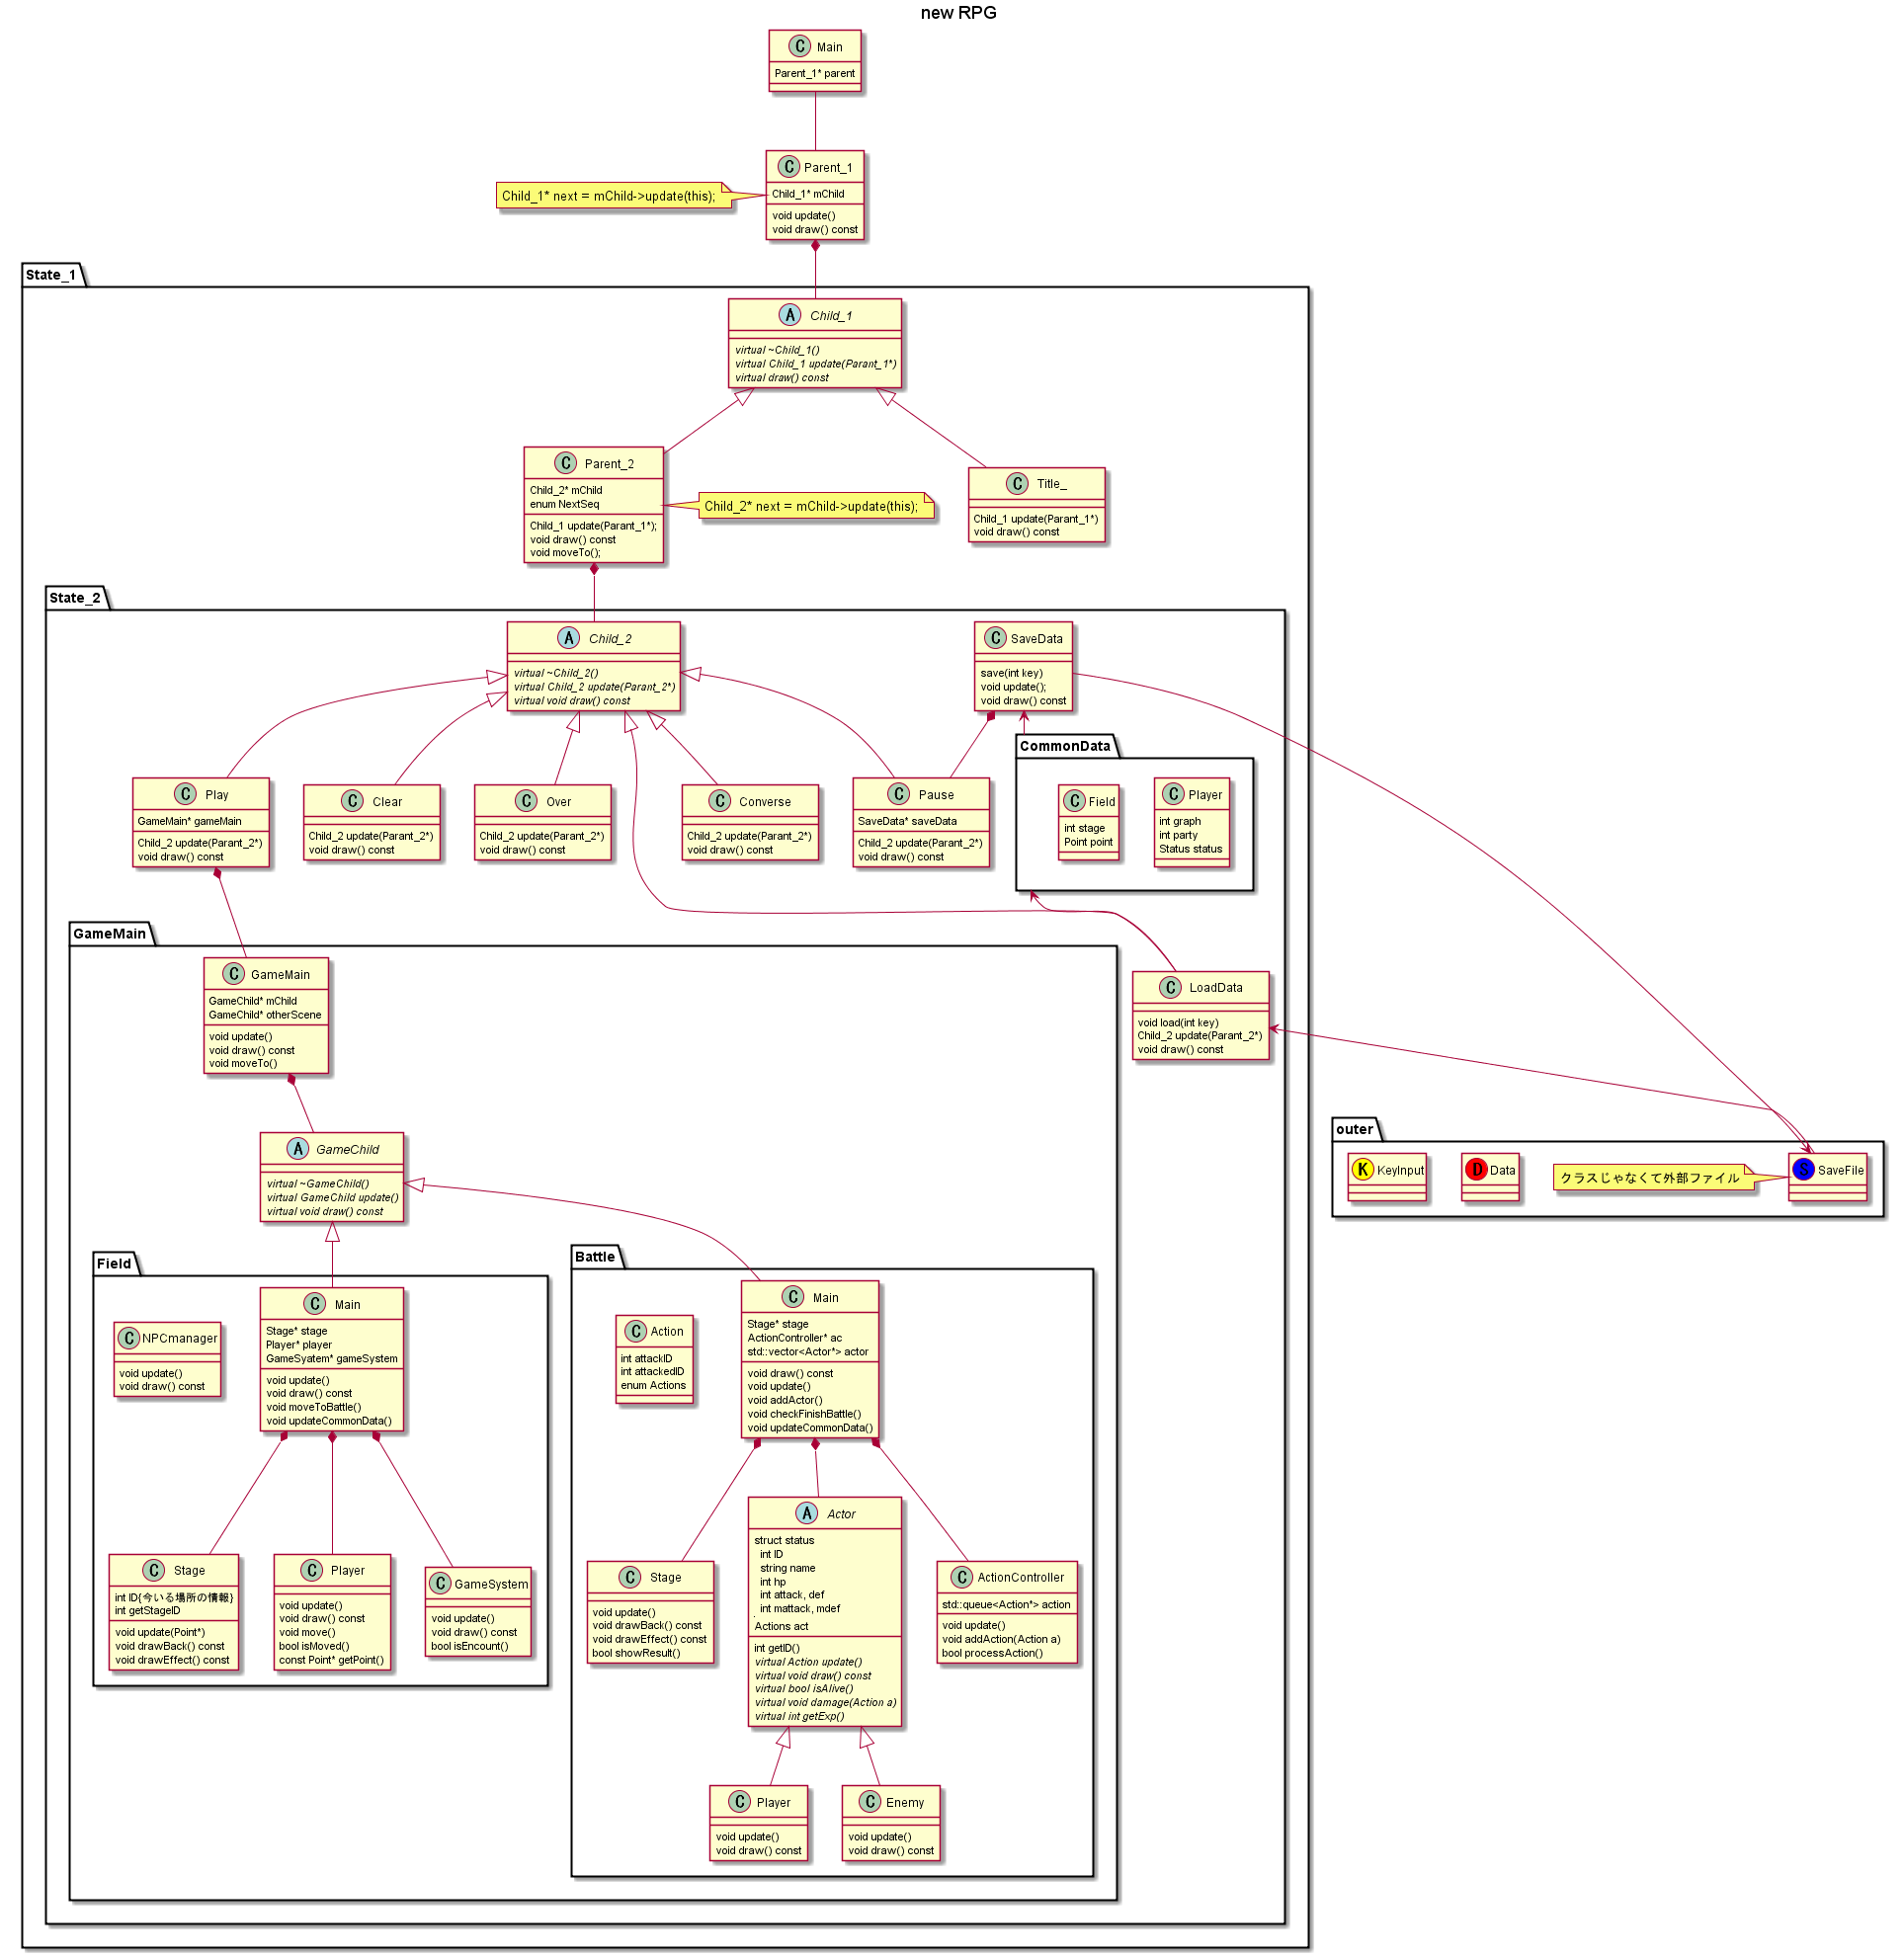 new RPG
C Main
Parent_1* parent
C Parent_1
Child_1* mChild
void update()
void draw() const
Child_1* next = mChild->update(this);
State_1
A Child_1
virtual ~Child_1()
virtual Child_1 update(Parant_1*)
virtual draw() const
C Parent_2
Child_2* mChild
enum NextSeq
Child_1 update(Parant_1*);
void draw() const
void moveTo();
Child_2* next = mChild->update(this);
C Title_
Child_1 update(Parant_1*)
void draw() const
State_2
A Child_2
virtual ~Child_2()
virtual Child_2 update(Parant_2*)
virtual void draw() const
C SaveData
save(int key)
void update();
void draw() const
C Play
GameMain* gameMain
Child_2 update(Parant_2*)
void draw() const
C Clear
Child_2 update(Parant_2*)
void draw() const
C Over
Child_2 update(Parant_2*)
void draw() const
C Converse
Child_2 update(Parant_2*)
void draw() const
C Pause
SaveData* saveData
Child_2 update(Parant_2*)
void draw() const
CommonData
C Field
int stage
Point point
C Player
int graph
int party
Status status
GameMain
C GameMain
GameChild* mChild
GameChild* otherScene
void update()
void draw() const
void moveTo()
C LoadData
void load(int key)
Child_2 update(Parant_2*)
void draw() const
outer
K KeyInput
D Data
クラスじゃなくて外部ファイル
S SaveFile
A GameChild
virtual ~GameChild()
virtual GameChild update()
virtual void draw() const
Field
C NPCmanager
void update()
void draw() const
C Main
Stage* stage
Player* player
GameSyatem* gameSystem
void update()
void draw() const
void moveToBattle()
void updateCommonData()
C Stage
int ID{今いる場所の情報}
int getStageID
void update(Point*)
void drawBack() const
void drawEffect() const
C Player
void update()
void draw() const
void move()
bool isMoved()
const Point* getPoint()
C GameSystem
void update()
void draw() const
bool isEncount()
Battle
C Action
int attackID
int attackedID
enum Actions
C Main
Stage* stage
ActionController* ac
std::vector<Actor*> actor
void draw() const
void update()
void addActor()
void checkFinishBattle()
void updateCommonData()
C Stage
void update()
void drawBack() const
void drawEffect() const
bool showResult()
A Actor
struct status
int ID
string name
int hp
int attack, def
int mattack, mdef
Actions act
int getID()
virtual Action update()
virtual void draw() const
virtual bool isAlive()
virtual void damage(Action a)
virtual int getExp()
C ActionController
std::queue<Action*> action
void update()
void addAction(Action a)
bool processAction()
C Player
void update()
void draw() const
C Enemy
void update()
void draw() const